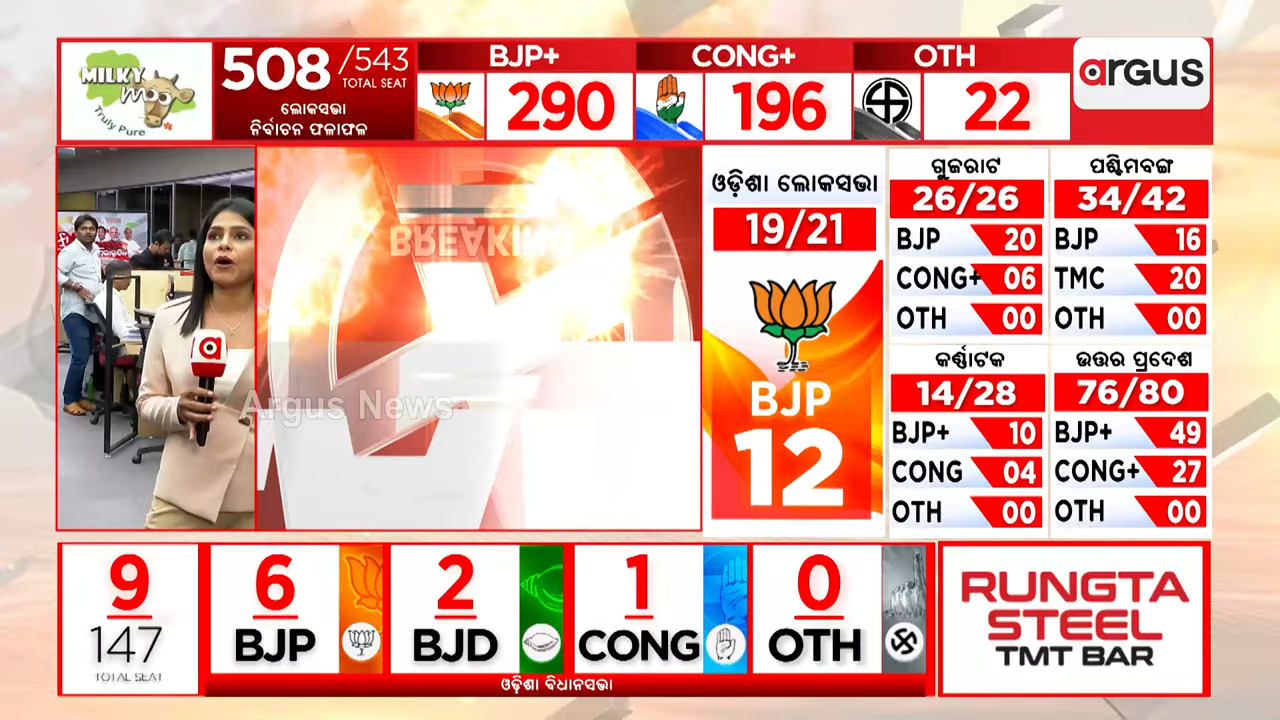 MILKY
moo
Truly Pure
508 /543
TOTAL SEAT
ଲୋକସଭା
ନିର୍ବାଚନ ଫଳାଫଳ
BJP+
290
CONG+
196
OTH
22
argus
BREAKIN
Argus News
ଓଡ଼ିଶା ଲୋକସଭା
19/21
BJP
12
ଗୁଜରାଟ
26/26
BJP 20
CONG+ 06
OTH 00
ପଶ୍ଚିମବଙ୍ଗ
34/42
BJP 16
TMC 20
OTH 00
କର୍ଣ୍ଣାଟକ
14/28
BJP+ 10
CONG 04
OTH 00
ଉତ୍ତର ପ୍ରଦେଶ
76/80
BJP+ 49
CONG+ 27
OTH 00
9
147
TOTAL SEAT
6
BJP
2
BJD
1
CONG
0
OTH
ଓଡ଼ିଶା ବିଧାନସଭା
RUNGTA
STEEL
TMT BAR